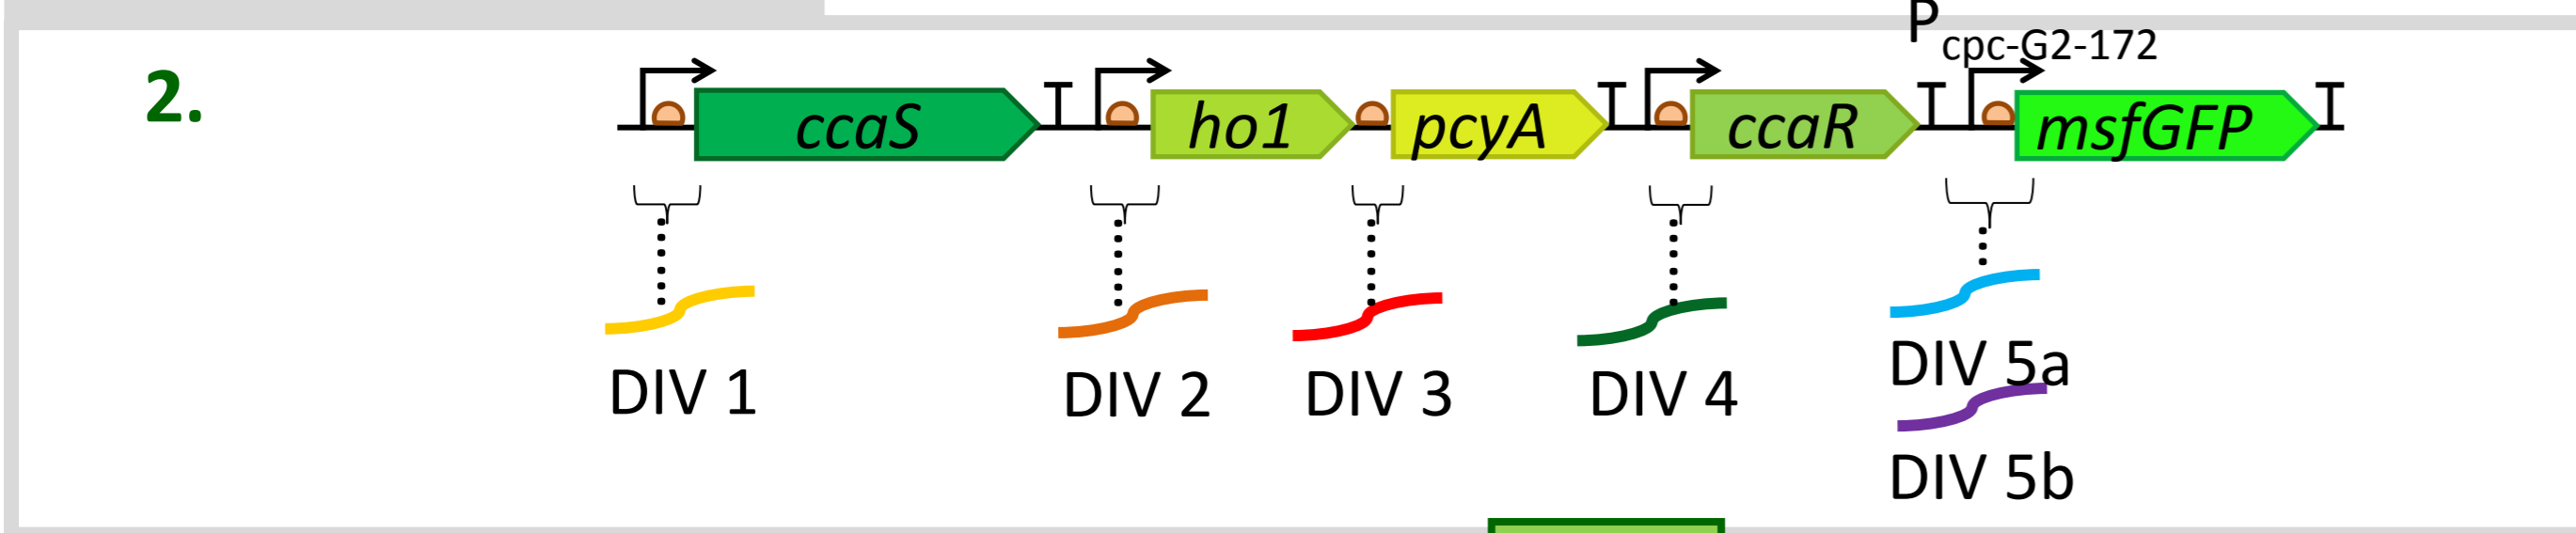 2.
P cpc-G2-172
ccaS T ho1 pcyA T ccaR T msfGFP T
DIV 1 DIV 2 DIV 3 DIV 4 DIV 5a
DIV 5b